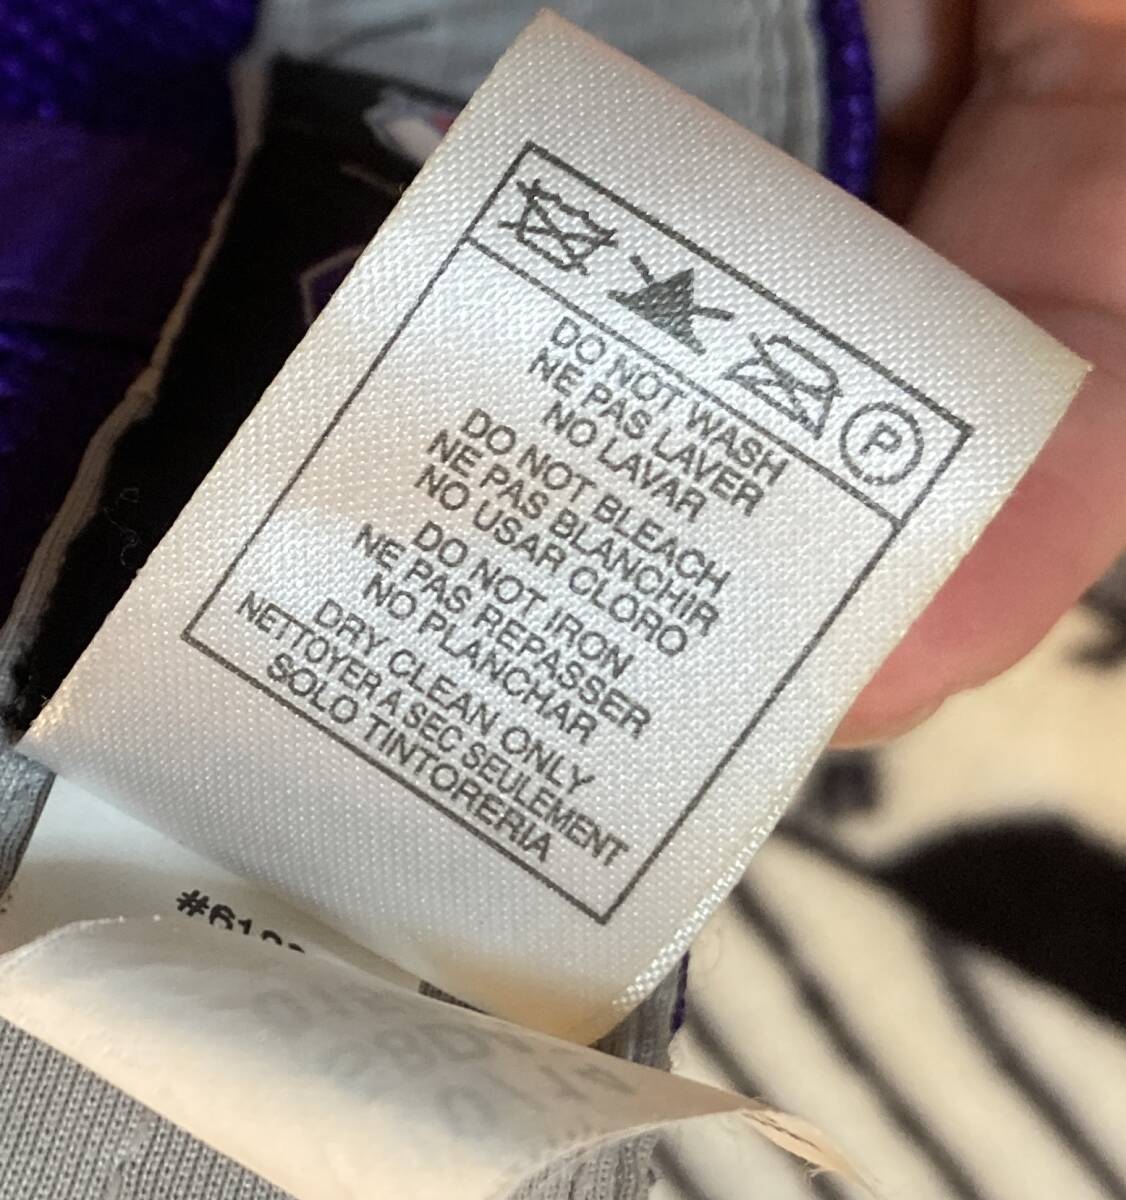 P
DO NOT WASH
NE PAS LAVER
NO LAVAR
DO NOT BLEACH
NE PAS BLANCHIR
NO USAR CLORO
DO NOT IRON
NE PAS REPASSER
NO PLANCHAR
DRY CLEAN ONLY
NETTOYER A SEC SEULEMENT
SOLO TINTORERIA